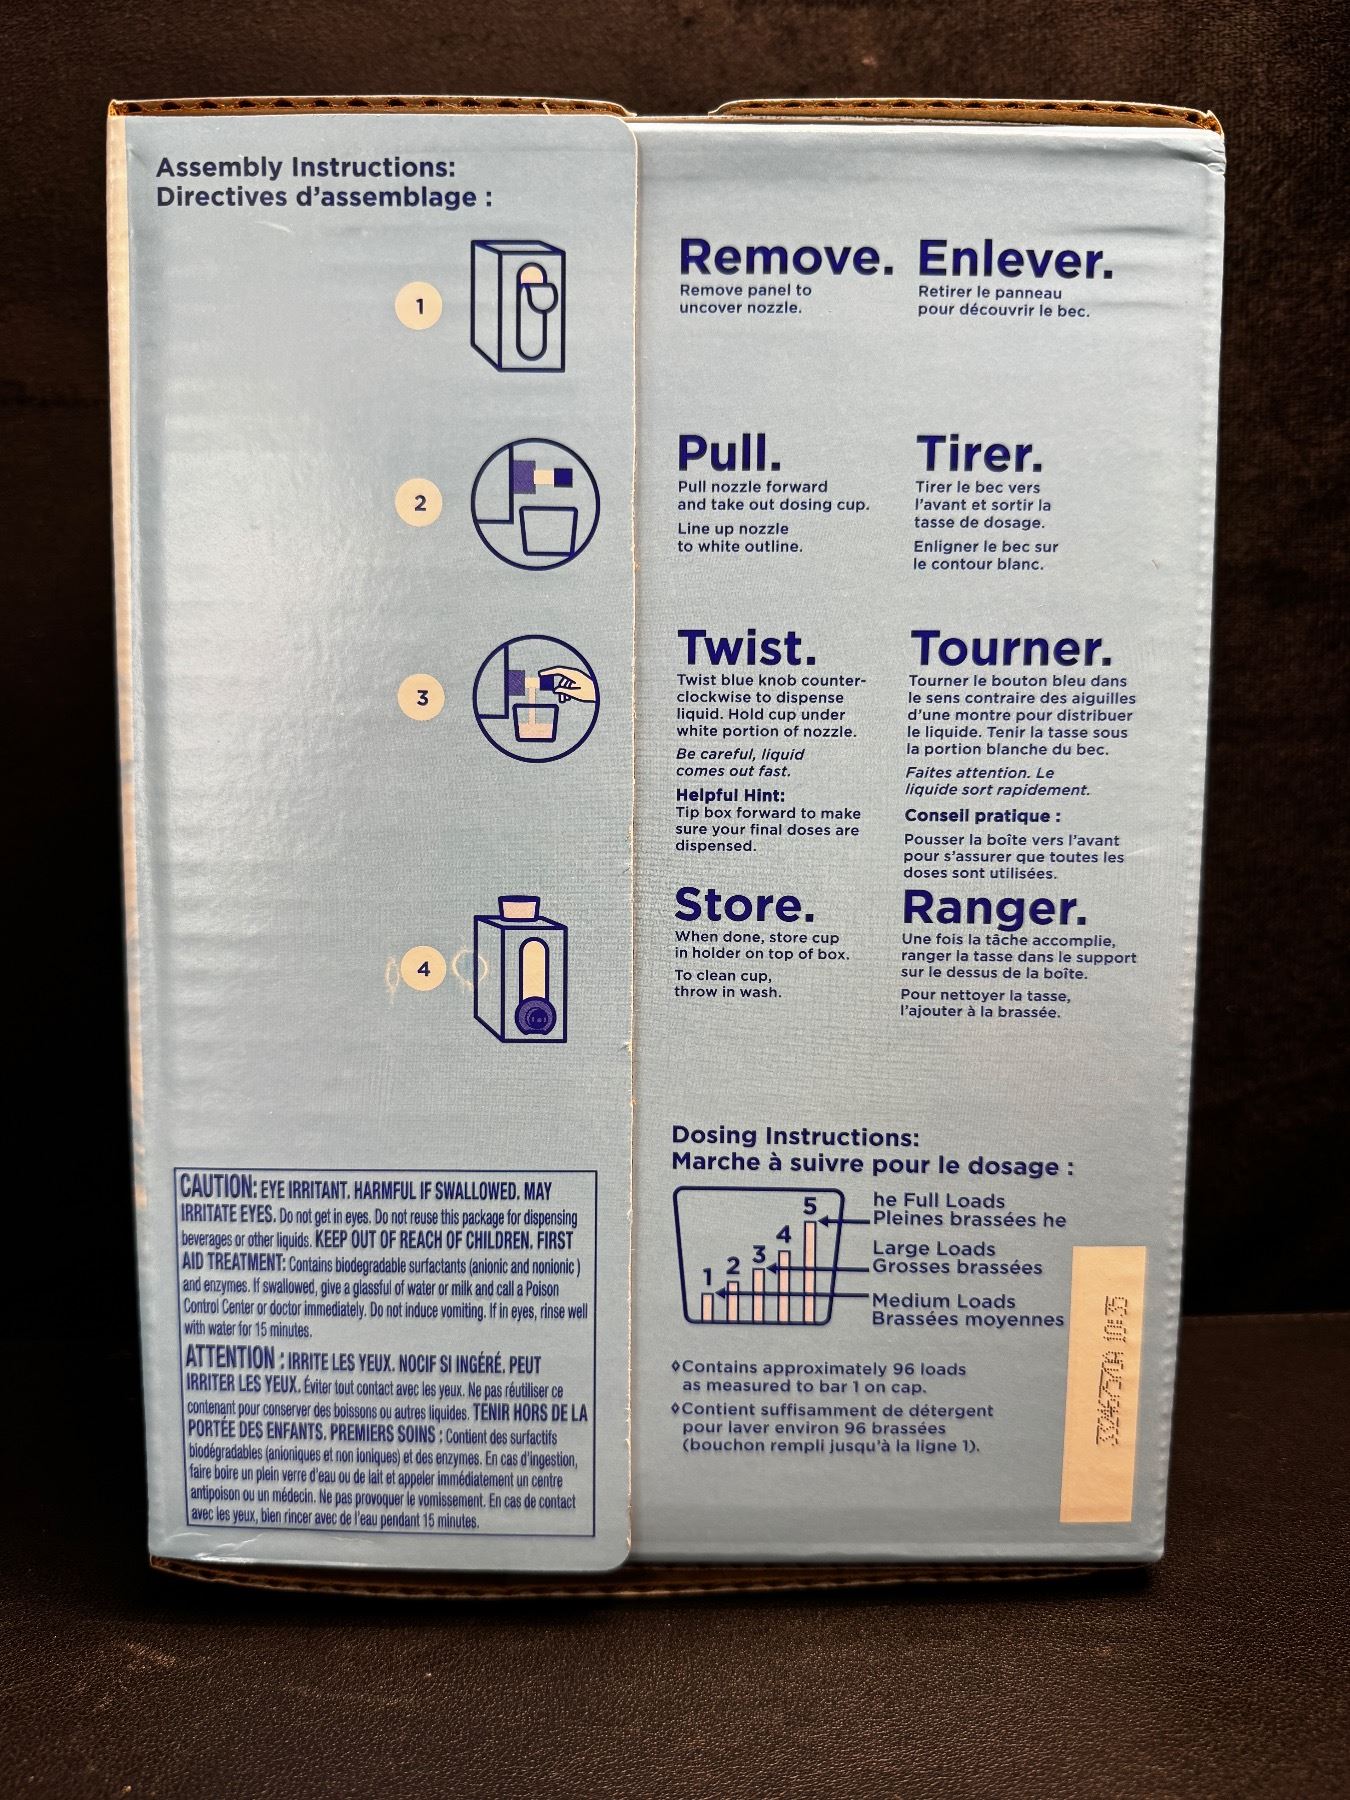 Assembly Instructions:
Directives d'assemblage :
1
Remove.
Remove panel to
uncover nozzle.
Enlever.
Retirer le panneau
pour découvrir le bec.
2
Pull.
Pull nozzle forward
and take out dosing cup.
Line up nozzle
to white outline.
Tirer.
Tirer le bec vers
l'avant et sortir la
tasse de dosage.
Enligner le bec sur
le contour blanc.
3
Twist.
Twist blue knob counter-
clockwise to dispense
liquid. Hold cup under
white portion of nozzle.
Be careful, liquid
comes out fast.
Helpful Hint:
Tip box forward to make
sure your final doses are
dispensed.
Tourner.
Tourner le bouton bleu dans
le sens contraire des aiguilles
d'une montre pour distribuer
le liquide. Tenir la tasse sous
la portion blanche du bec.
Faites attention. Le
liquide sort rapidement.
Conseil pratique :
Pousser la boîte vers l'avant
pour s'assurer que toutes les
doses sont utilisées.
4
Store.
When done, store cup
in holder on top of box.
To clean cup,
throw in wash.
Ranger.
Une fois la tâche accomplie,
ranger la tasse dans le support
sur le dessus de la boîte.
Pour nettoyer la tasse,
l'ajouter à la brassée.
CAUTION: EYE IRRITANT. HARMFUL IF SWALLOWED. MAY
IRRITATE EYES. Do not get in eyes. Do not reuse this package for dispensing
beverages or other liquids. KEEP OUT OF REACH OF CHILDREN. FIRST
AID TREATMENT: Contains biodegradable surfactants (anionic and nonionic)
and enzymes. If swallowed, give a glassful of water or milk and call a Poison
Control Center or doctor immediately. Do not induce vomiting. If in eyes, rinse well
with water for 15 minutes.
ATTENTION : IRRITE LES YEUX. NOCIF SI INGÉRÉ. PEUT
IRRITER LES YEUX. Éviter tout contact avec les yeux. Ne pas réutiliser ce
contenant pour conserver des boissons ou autres liquides. TENIR HORS DE LA
PORTÉE DES ENFANTS. PREMIERS SOINS : Contient des surfactifs
biodégradables (anioniques et non ioniques) et des enzymes. En cas d'ingestion,
faire boire un plein verre d'eau ou de lait et appeler immédiatement un centre
antipoison ou un médecin. Ne pas provoquer le vomissement. En cas de contact
avec les yeux, bien rincer avec de l'eau pendant 15 minutes.
Dosing Instructions:
Marche à suivre pour le dosage :
1 2 3 4 5
he Full Loads
Pleines brassées he
Large Loads
Grosses brassées
Medium Loads
Brassées moyennes
◊Contains approximately 96 loads
as measured to bar 1 on cap.
◊Contient suffisamment de détergent
pour laver environ 96 brassées
(bouchon rempli jusqu'à la ligne 1).